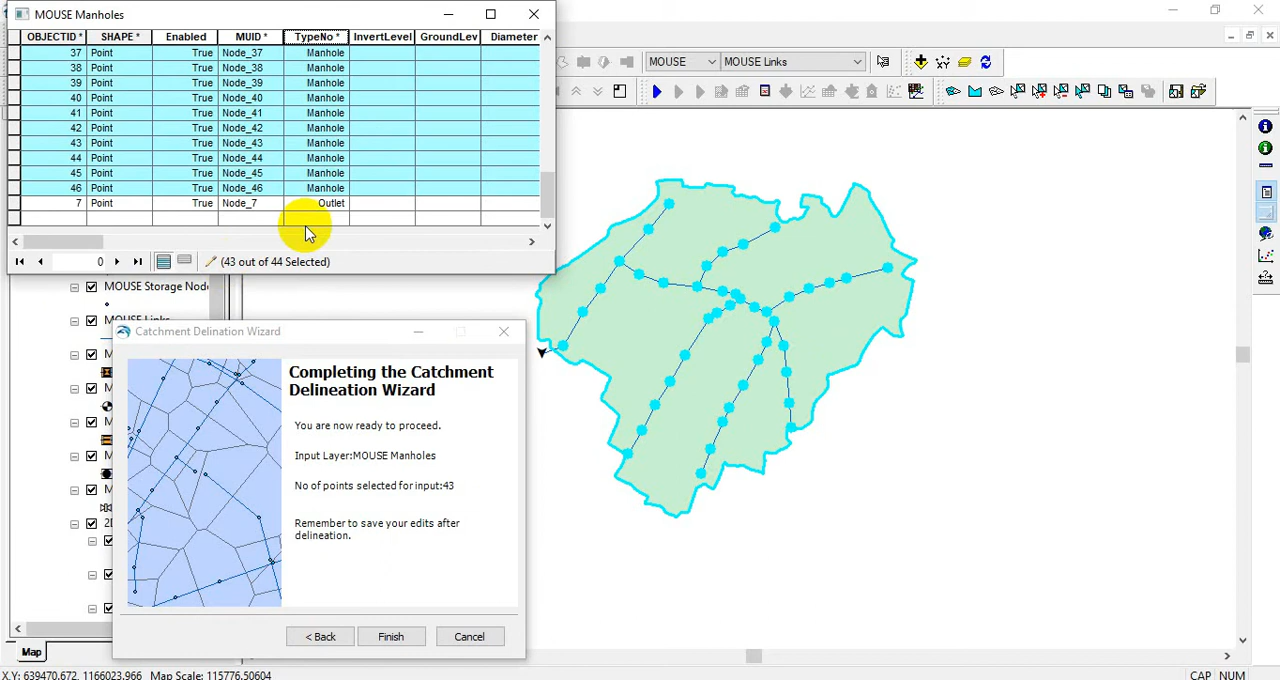 MOUSE Manholes
OBJECTID * SHAPE * Enabled MUID * TypeNo * InvertLevel GroundLev Diameter
37 Point True Node_37 Manhole
38 Point True Node_38 Manhole
39 Point True Node_39 Manhole
40 Point True Node_40 Manhole
41 Point True Node_41 Manhole
42 Point True Node_42 Manhole
43 Point True Node_43 Manhole
44 Point True Node_44 Manhole
45 Point True Node_45 Manhole
46 Point True Node_46 Manhole
7 Point True Node_7 Outlet
0 (43 out of 44 Selected)
MOUSE MOUSE Links
MOUSE Storage Nod
MOUSE Links
M
M
M
M
M
2D
Catchment Delination Wizard
Completing the Catchment
Delineation Wizard
You are now ready to proceed.
Input Layer:MOUSE Manholes
No of points selected for input:43
Remember to save your edits after
delineation.
< Back Finish Cancel
Map
X.Y: 639470.672, 1166023.966 Map Scale: 115776.50604 CAP NUM